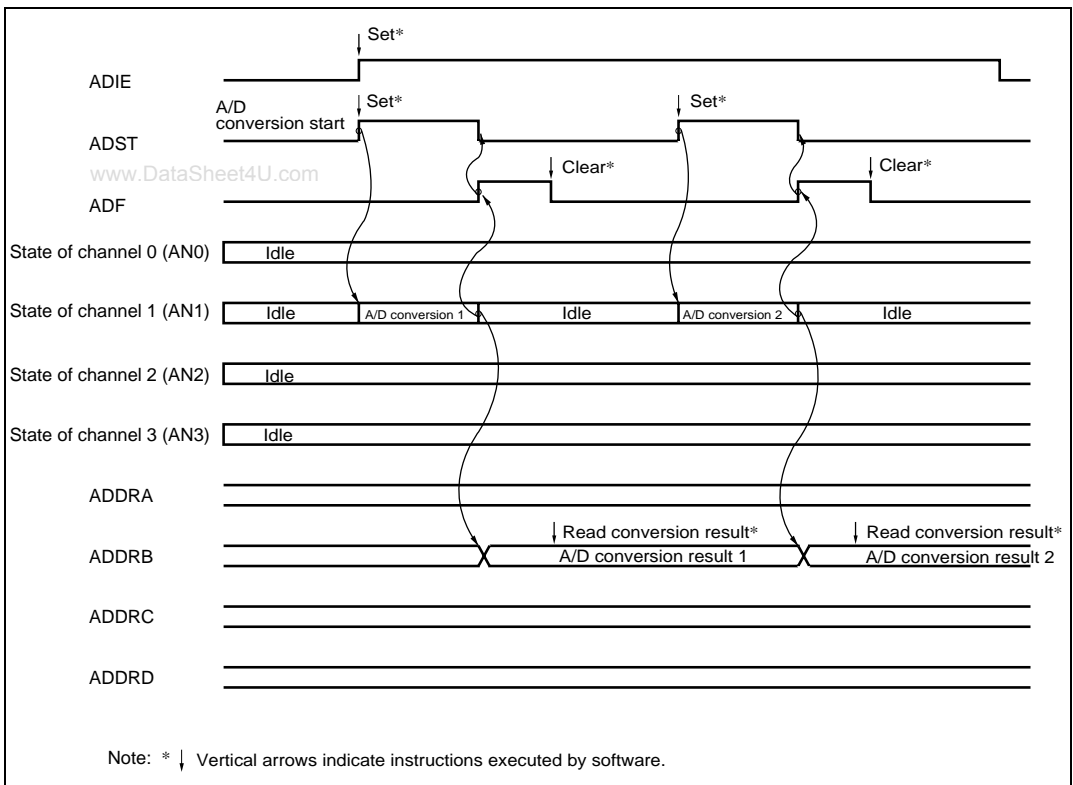 Set*
ADIE
A/D
conversion start
Set*
Set*
ADST
www.DataSheet4U.com
Clear*
Clear*
ADF
State of channel 0 (AN0)
Idle
State of channel 1 (AN1)
Idle
A/D conversion 1
Idle
A/D conversion 2
Idle
State of channel 2 (AN2)
Idle
State of channel 3 (AN3)
Idle
ADDRA
Read conversion result*
Read conversion result*
ADDRB
A/D conversion result 1
A/D conversion result 2
ADDRC
ADDRD
Note: * ↓ Vertical arrows indicate instructions executed by software.